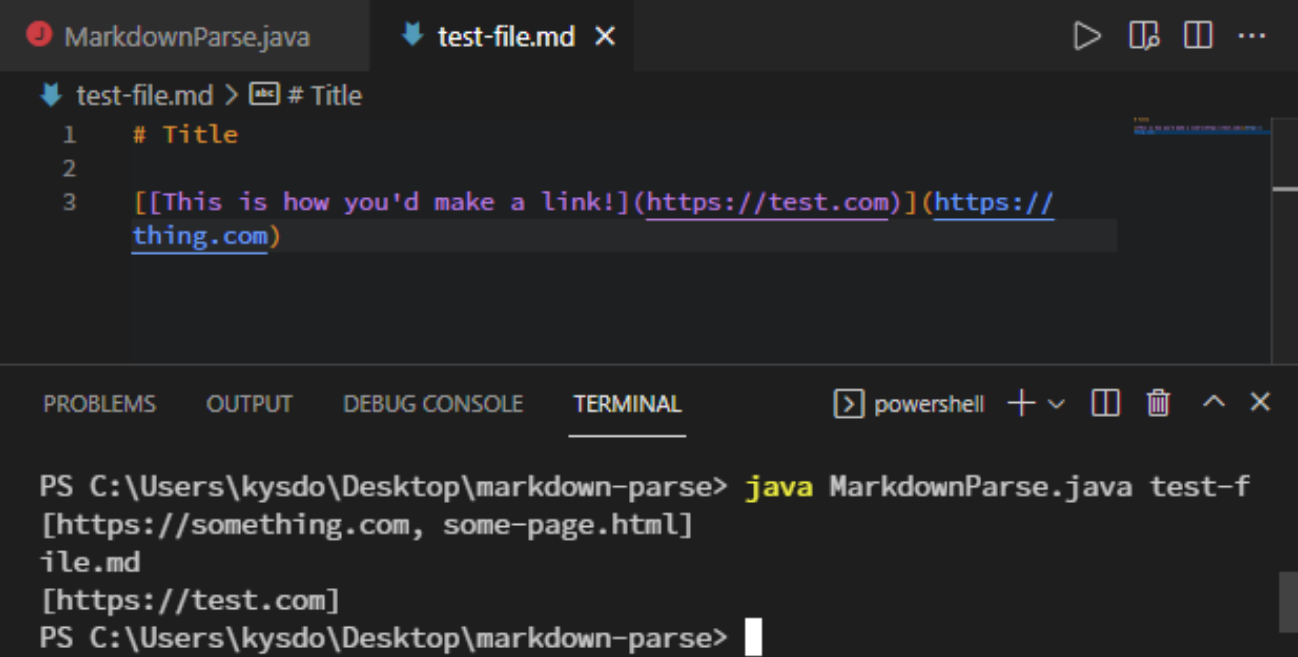 MarkdownParse.java test-file.md
test-file.md > # Title
1 # Title
2
3 [[This is how you'd make a link!](https://test.com)](https://
thing.com)
PROBLEMS OUTPUT DEBUG CONSOLE TERMINAL powershell
PS C:\Users\kysdo\Desktop\markdown-parse> java MarkdownParse.java test-f
[https://something.com, some-page.html]
ile.md
[https://test.com]
PS C:\Users\kysdo\Desktop\markdown-parse>